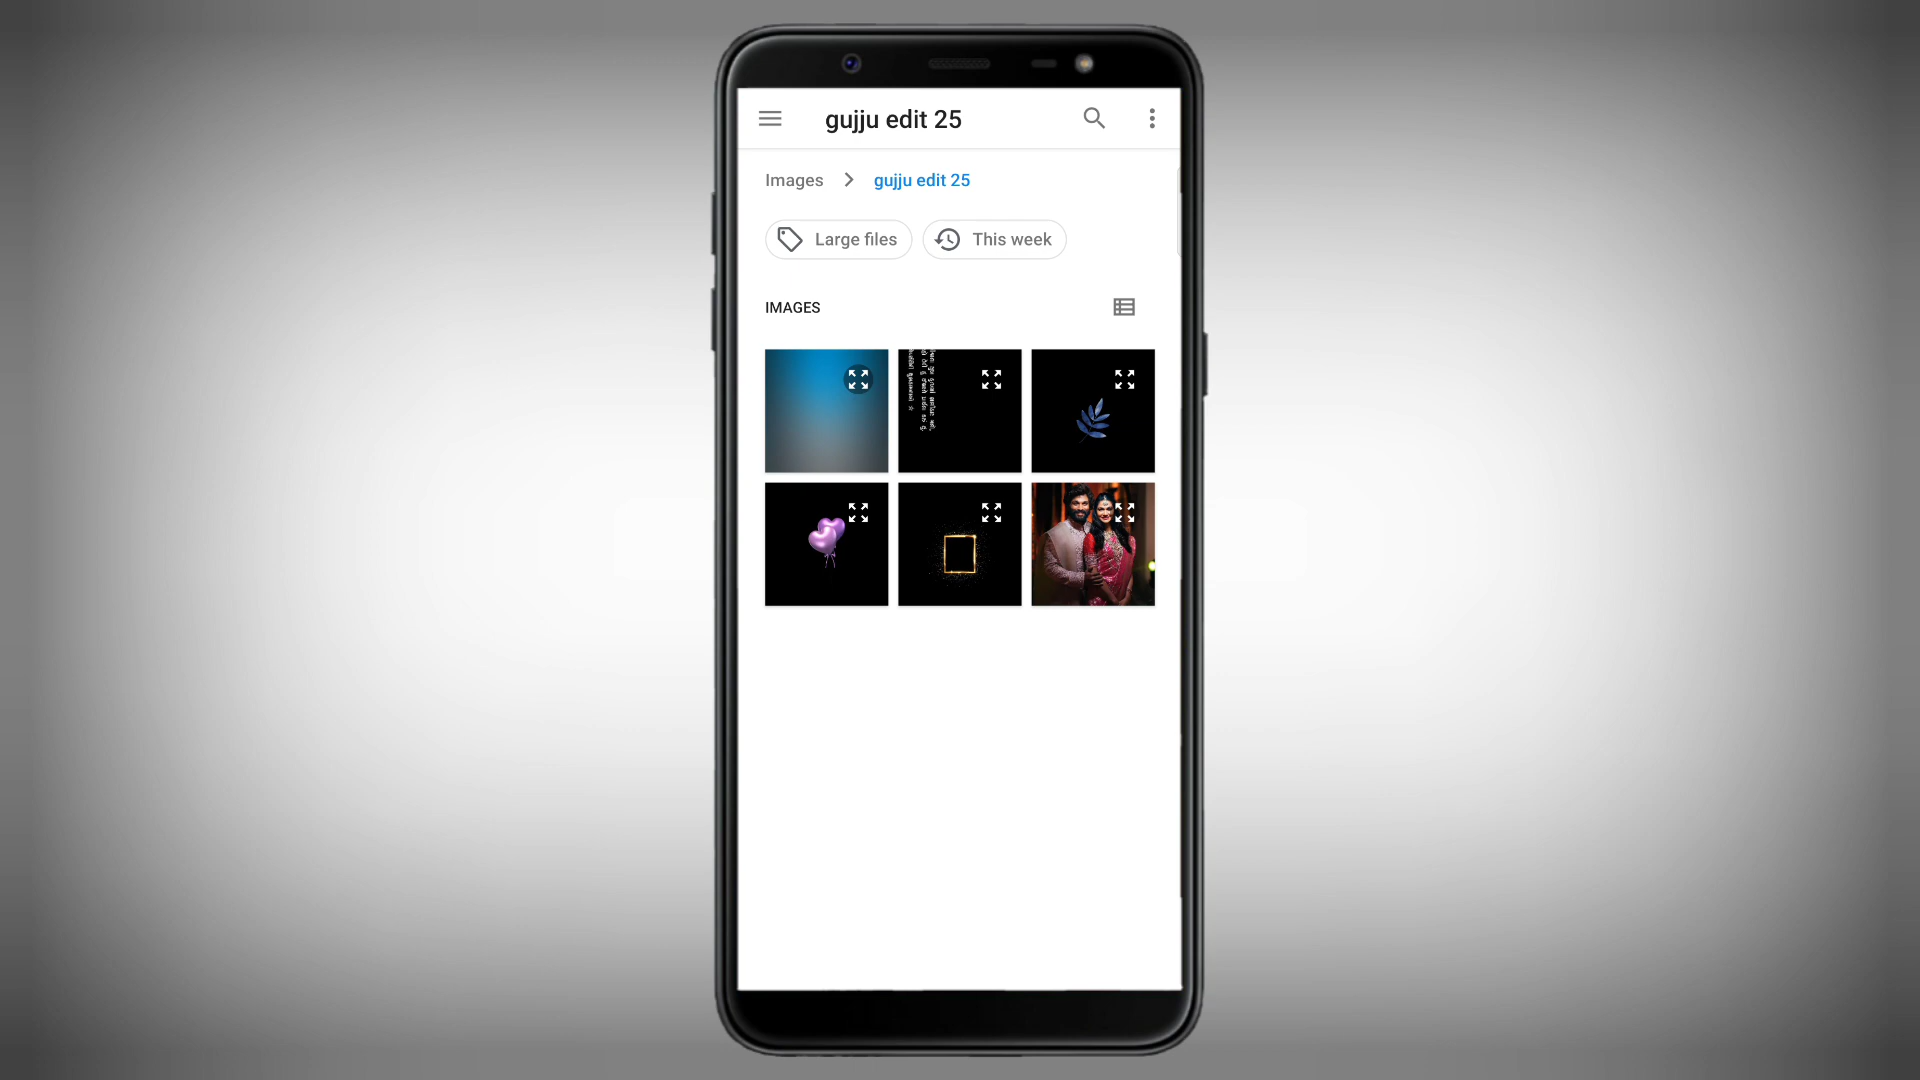 gujju edit 25
Images > gujju edit 25
Large files
This week
IMAGES